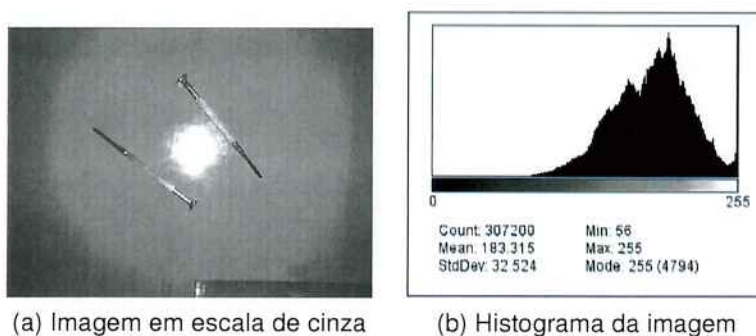 0 255
Count: 307200 Min: 56
Mean: 183.315 Max: 255
StdDev: 32.524 Mode: 255 (4794)
(a) Imagem em escala de cinza (b) Histograma da imagem